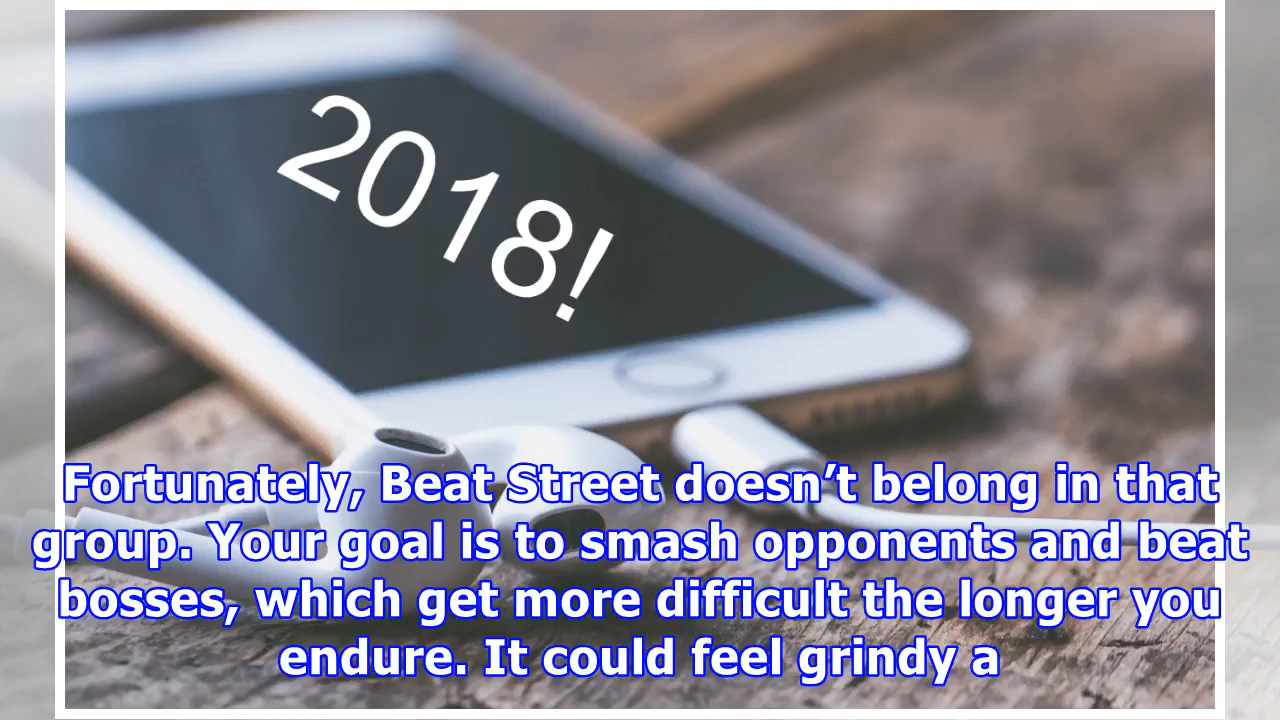 2018!
Fortunately, Beat Street doesn’t belong in that
group. Your goal is to smash opponents and beat
bosses, which get more difficult the longer you
endure. It could feel grindy a